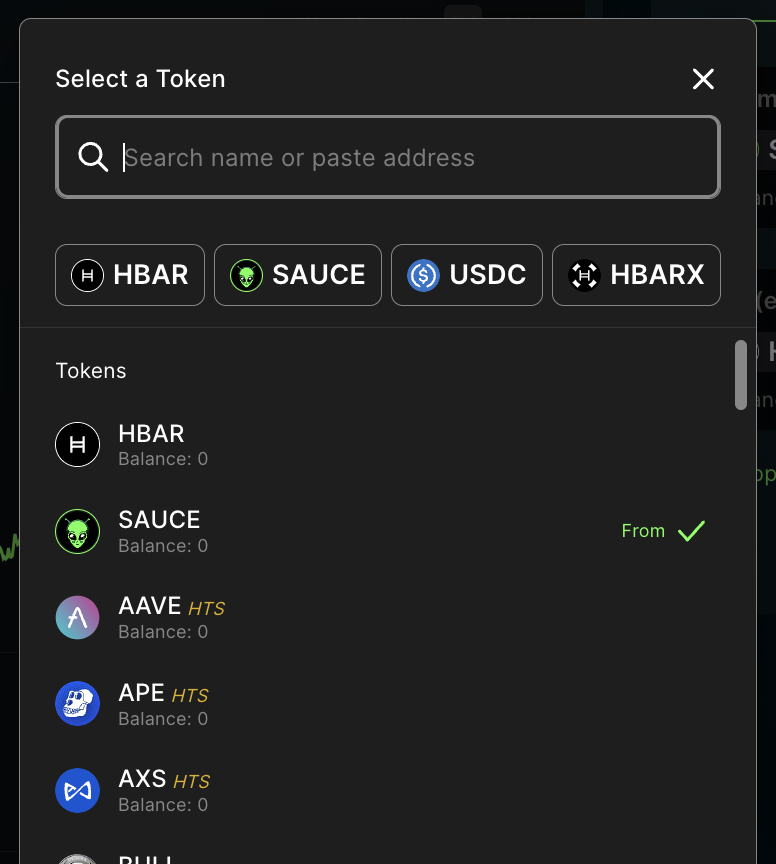 Select a Token
Search name or paste address
HBAR SAUCE USDC HBARX
Tokens
HBAR
Balance: 0
SAUCE
Balance: 0
From
AAVE HTS
Balance: 0
APE HTS
Balance: 0
AXS HTS
Balance: 0